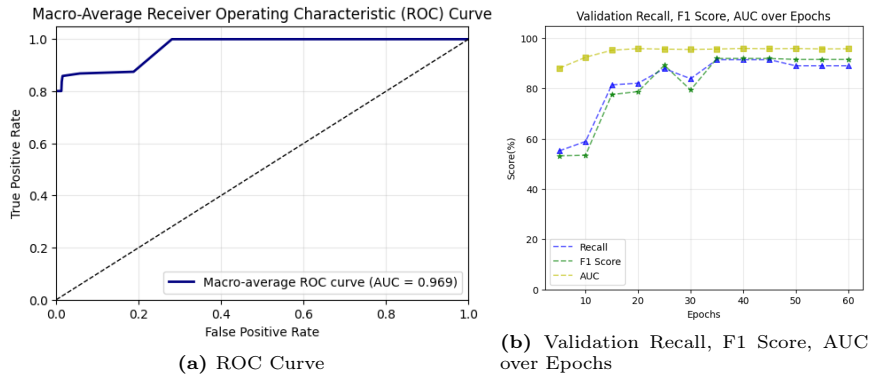 Macro-Average Receiver Operating Characteristic (ROC) Curve
True Positive Rate
1.0
0.8
0.6
0.4
0.2
0.0
0.0 0.2 0.4 0.6 0.8 1.0
Macro-average ROC curve (AUC = 0.969)
False Positive Rate
(a) ROC Curve
Validation Recall, F1 Score, AUC over Epochs
Score(%)
100
80
60
40
20
0
Recall
F1 Score
AUC
10 20 30 40 50 60
Epochs
(b) Validation Recall, F1 Score, AUC
over Epochs